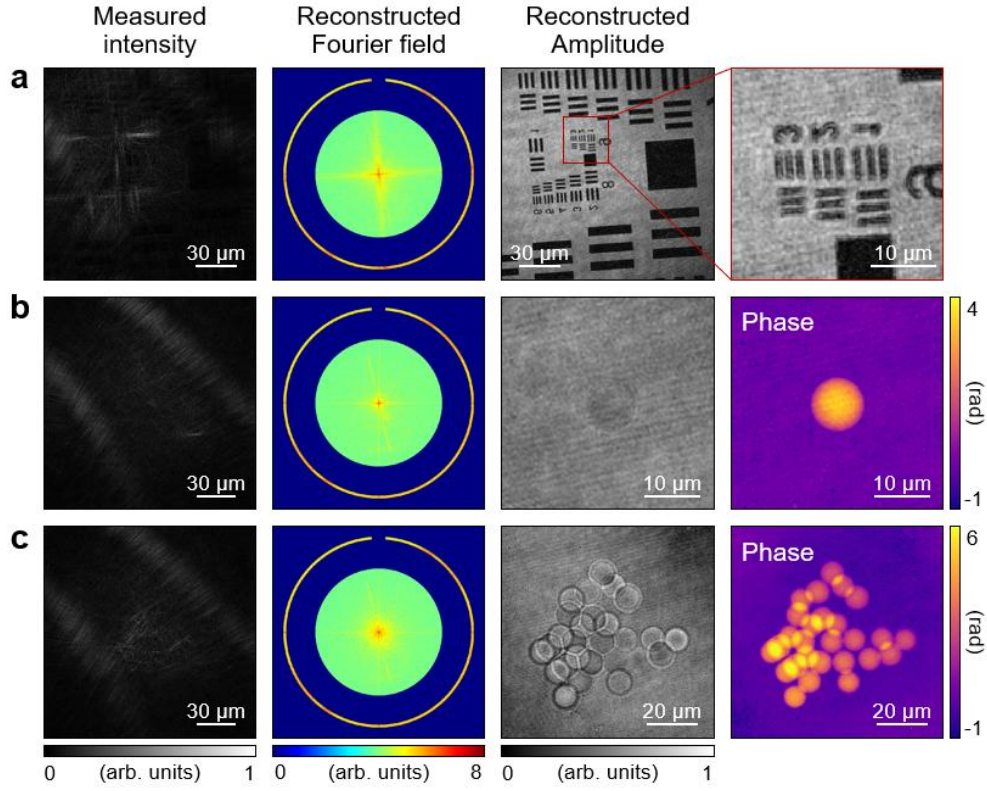 Measured
intensity
Reconstructed
Fourier field
Reconstructed
Amplitude
a
30 µm
30 µm
10 µm
b
30 µm
10 µm
Phase
10 µm
4
(rad)
-1
c
30 µm
20 µm
Phase
20 µm
6
(rad)
-1
0 (arb. units) 1
0 (arb. units) 8
0 (arb. units) 1